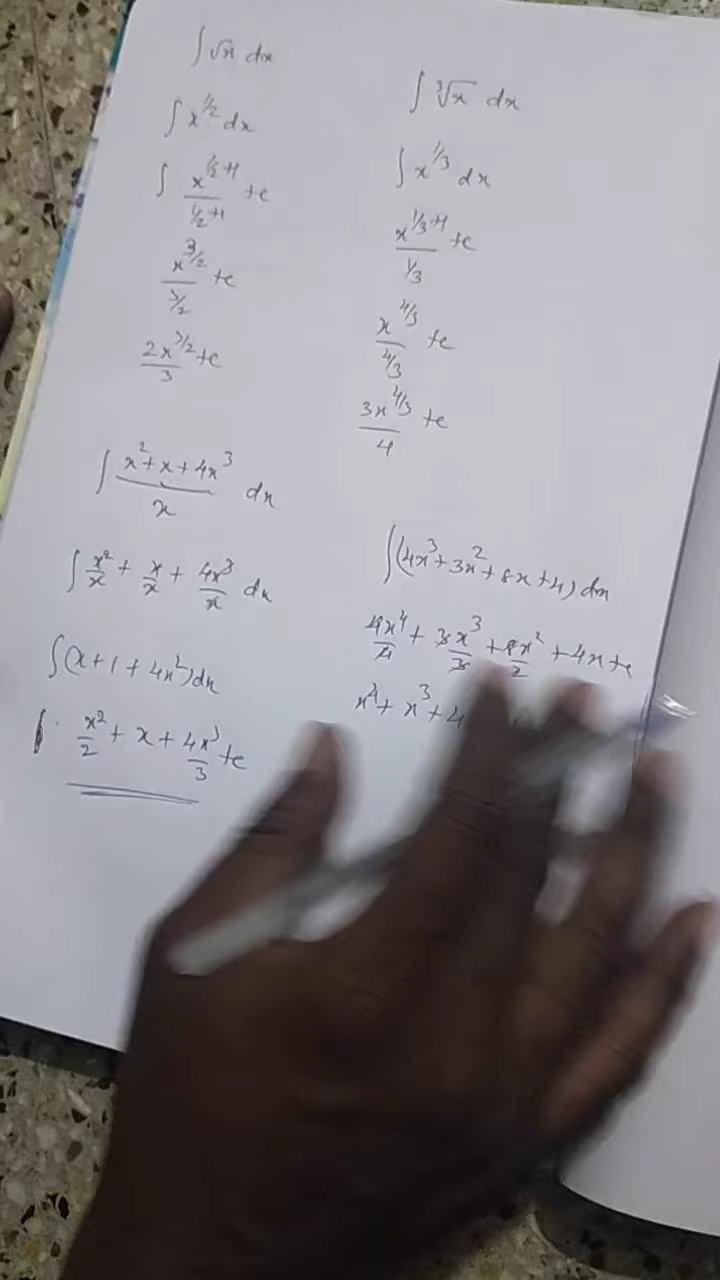 ∫ √x dx
∫ x^1/2 dx
∫ x^1/2+1 / 1/2+1 +c
x^3/2 / 3/2 +c
2x^3/2 / 3 +c
∫ ∛x dx
∫ x^1/3 dx
x^1/3+1 / 1/3 +c
x^4/3 / 4/3 +c
3x^4/3 / 4 +c
∫ x²+x+4x³ / x dx
∫ x²/x + x/x + 4x³/x dx
∫(x+1+4x²)dx
x²/2 + x + 4x³/3 +c
∫(4x³+3x²+8x+4)dx
4x⁴/4 + 3x³/3 + 8x²/2 +4x+c
x⁴+x³+4